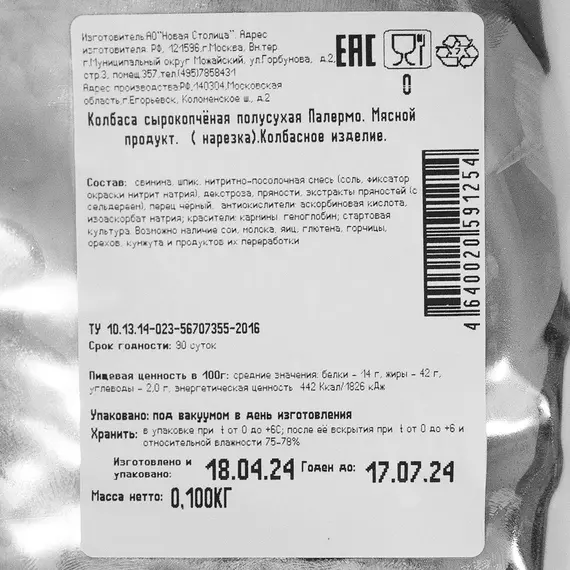 Изготовитель:АО"Новая Столица". Адрес
изготовителя: РФ, 121596,г.Москва, Вн.тер
г.Муниципальный округ Можайский, ул.Горбунова, д.2,
стр.3, помещ.357,тел.(495)7858431
Адрес производства:РФ,140304,Московская
область,г.Егорьевск, Коломенское ш., д.2
EAC
0
Колбаса сырокопчёная полусухая Палермо. Мясной
продукт. ( нарезка).Колбасное изделие.
Состав: свинина, шпик, нитритно-посолочная смесь (соль, фиксатор
окраски нитрит натрия), декстроза, пряности, экстракты пряностей (с
сельдереем), перец черный, антиокислители: аскорбиновая кислота,
изоаскорбат натрия; красители: кармины, гемоглобин; стартовая
культура. Возможно наличие сои, молока, яиц, глютена, горчицы,
орехов, кунжута и продуктов их переработки
4640020591254
ТУ 10.13.14-023-56707355-2016
Срок годности: 90 суток
Пищевая ценность в 100г: средние значения: белки - 14 г, жиры - 42 г,
углеводы - 2,0 г, энергетическая ценность 442 Ккал/1826 кДж
Упаковано: под вакуумом в день изготовления
Хранить: в упаковке при t от 0 до +6С; после её вскрытия при t от 0 до +6 и
относительной влажности 75-78%
Изготовлено и
упаковано: 18.04.24 Годен до: 17.07.24
Масса нетто: 0,100КГ